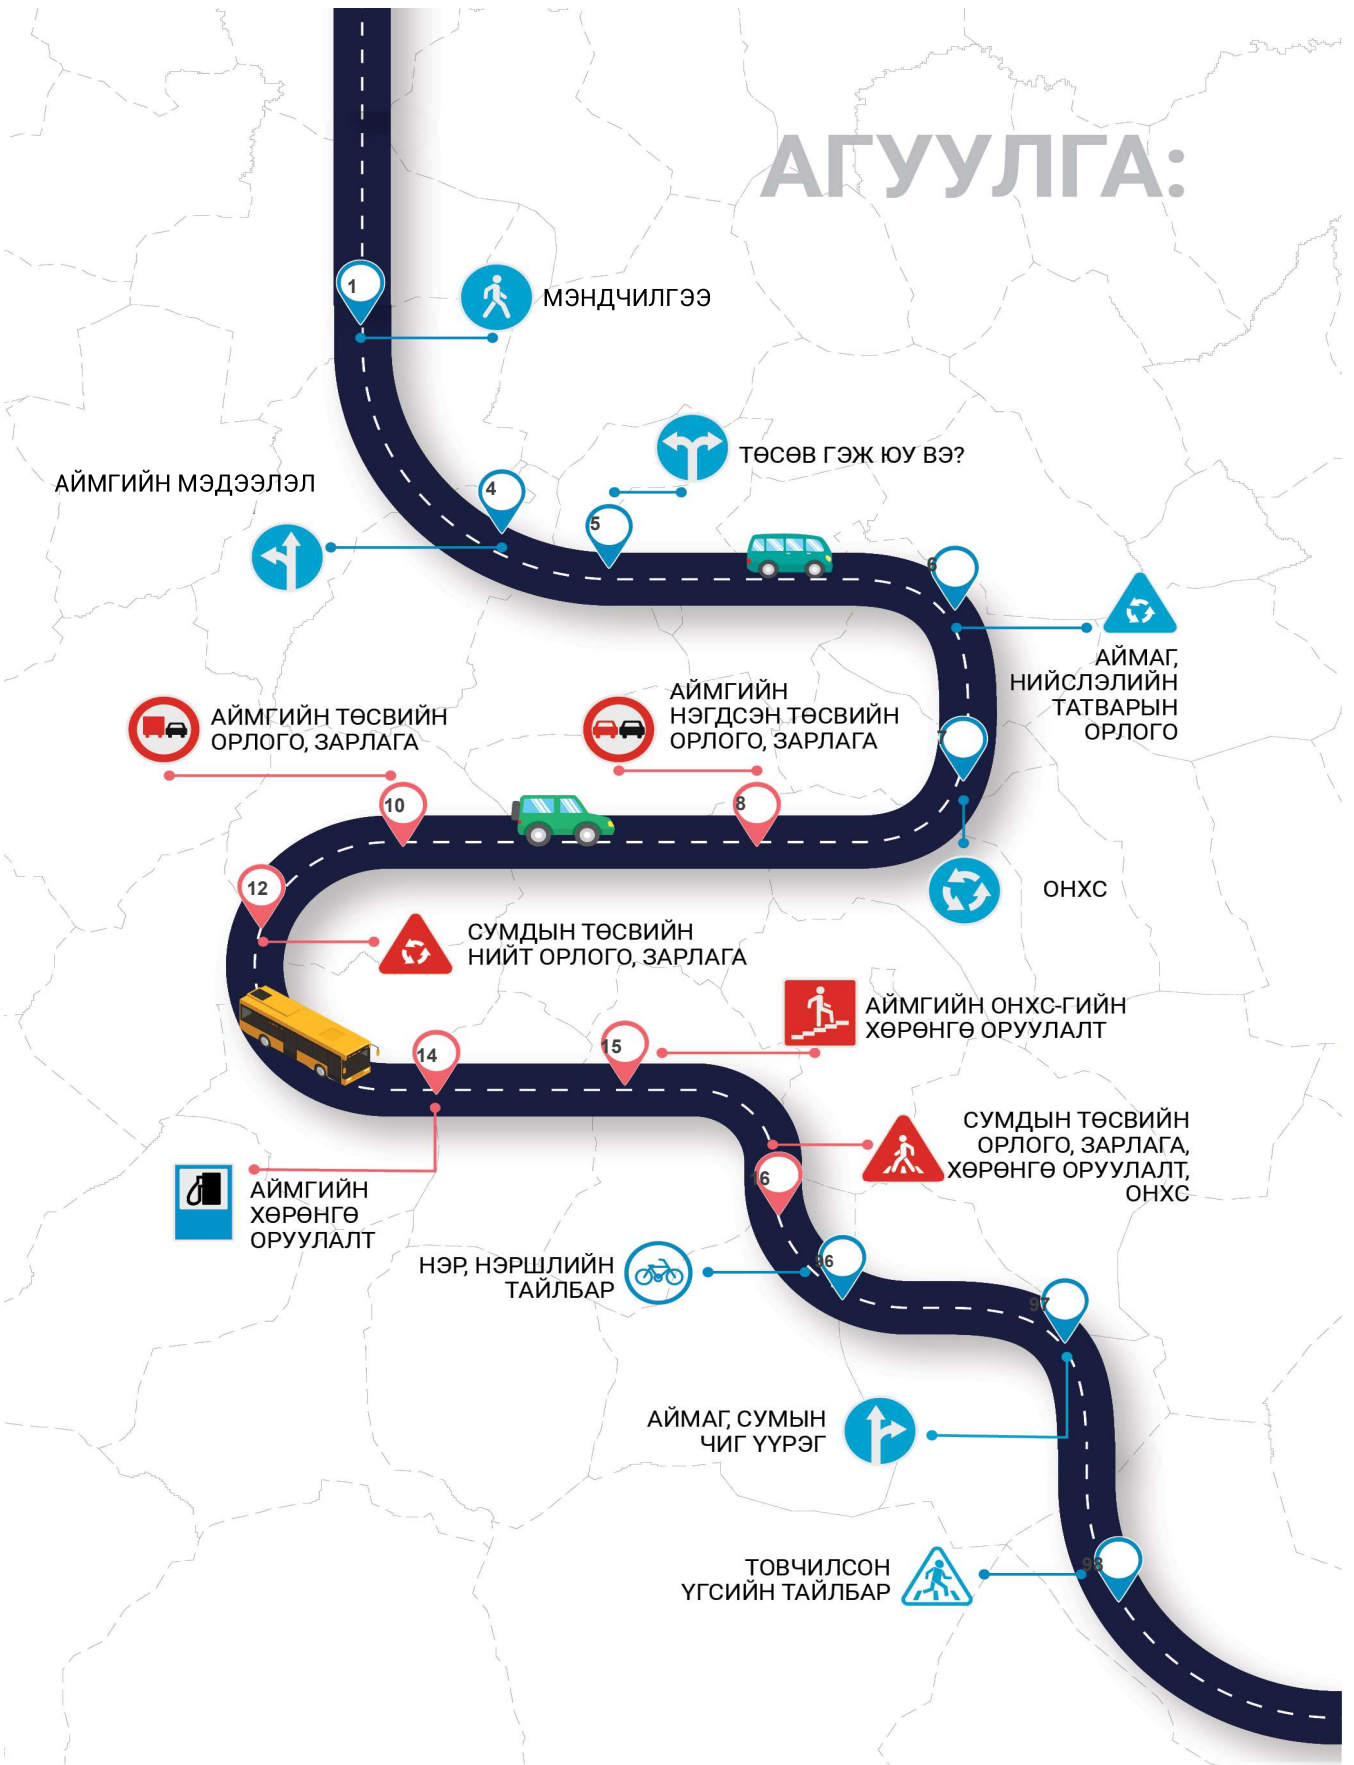 АГУУЛГА:
1
МЭНДЧИЛГЭЭ
АЙМГИЙН МЭДЭЭЛЭЛ
4
5
ТӨСӨВ ГЭЖ ЮУ ВЭ?
6
АЙМАГ,
НИЙСЛЭЛИЙН
ТАТВАРЫН
ОРЛОГО
7
ОНХС
АЙМГИЙН
НЭГДСЭН ТӨСВИЙН
ОРЛОГО, ЗАРЛАГА
8
АЙМГИЙН ТӨСВИЙН
ОРЛОГО, ЗАРЛАГА
10
12
СУМДЫН ТӨСВИЙН
НИЙТ ОРЛОГО, ЗАРЛАГА
14
АЙМГИЙН
ХӨРӨНГӨ
ОРУУЛАЛТ
15
АЙМГИЙН ОНХС-ГИЙН
ХӨРӨНГӨ ОРУУЛАЛТ
16
СУМДЫН ТӨСВИЙН
ОРЛОГО, ЗАРЛАГА,
ХӨРӨНГӨ ОРУУЛАЛТ,
ОНХС
НЭР, НЭРШЛИЙН
ТАЙЛБАР
96
97
АЙМАГ, СУМЫН
ЧИГ ҮҮРЭГ
ТОВЧИЛСОН
ҮГСИЙН ТАЙЛБАР
98